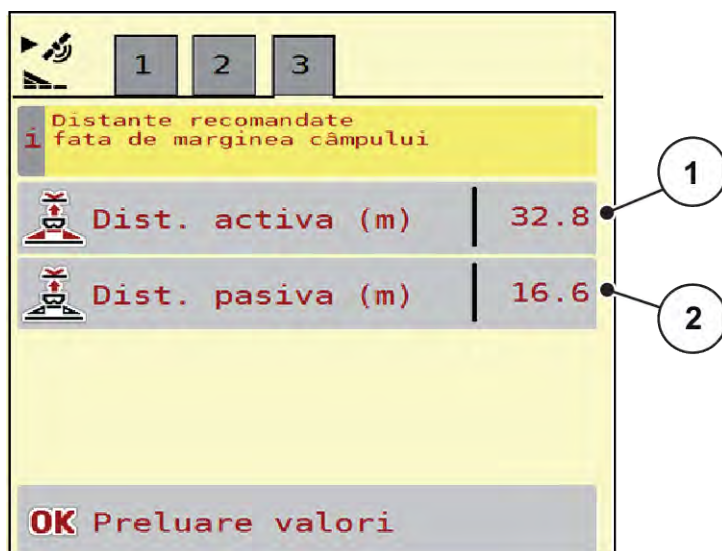 1 2 3
i Distante recomandate
fata de marginea câmpului
Dist. activa (m) 32.8
1
Dist. pasiva (m) 16.6
2
OK Preluare valori